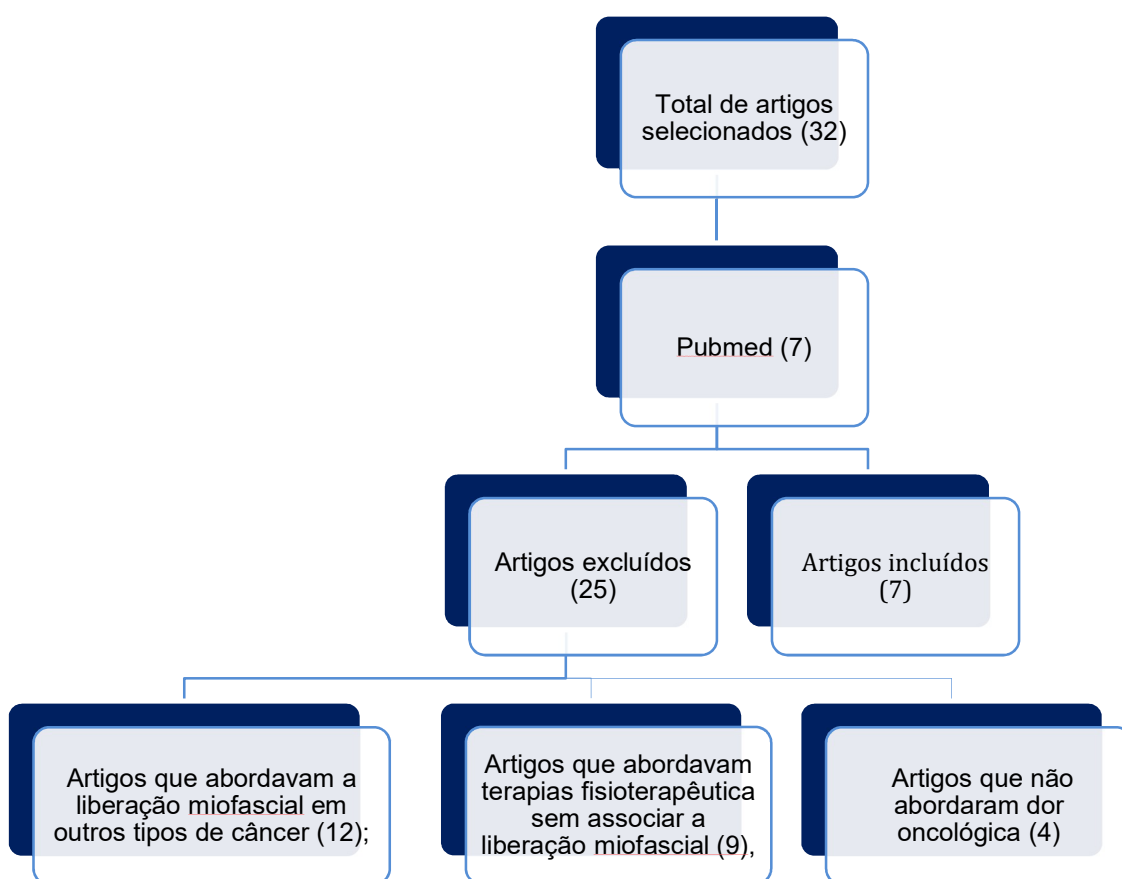 Total de artigos
selecionados (32)
Pubmed (7)
Artigos excluídos
(25)
Artigos incluídos
(7)
Artigos que abordavam a
liberação miofascial em
outros tipos de câncer (12);
Artigos que abordavam
terapias fisioterapêutica
sem associar a
liberação miofascial (9),
Artigos que não
abordaram dor
oncológica (4)